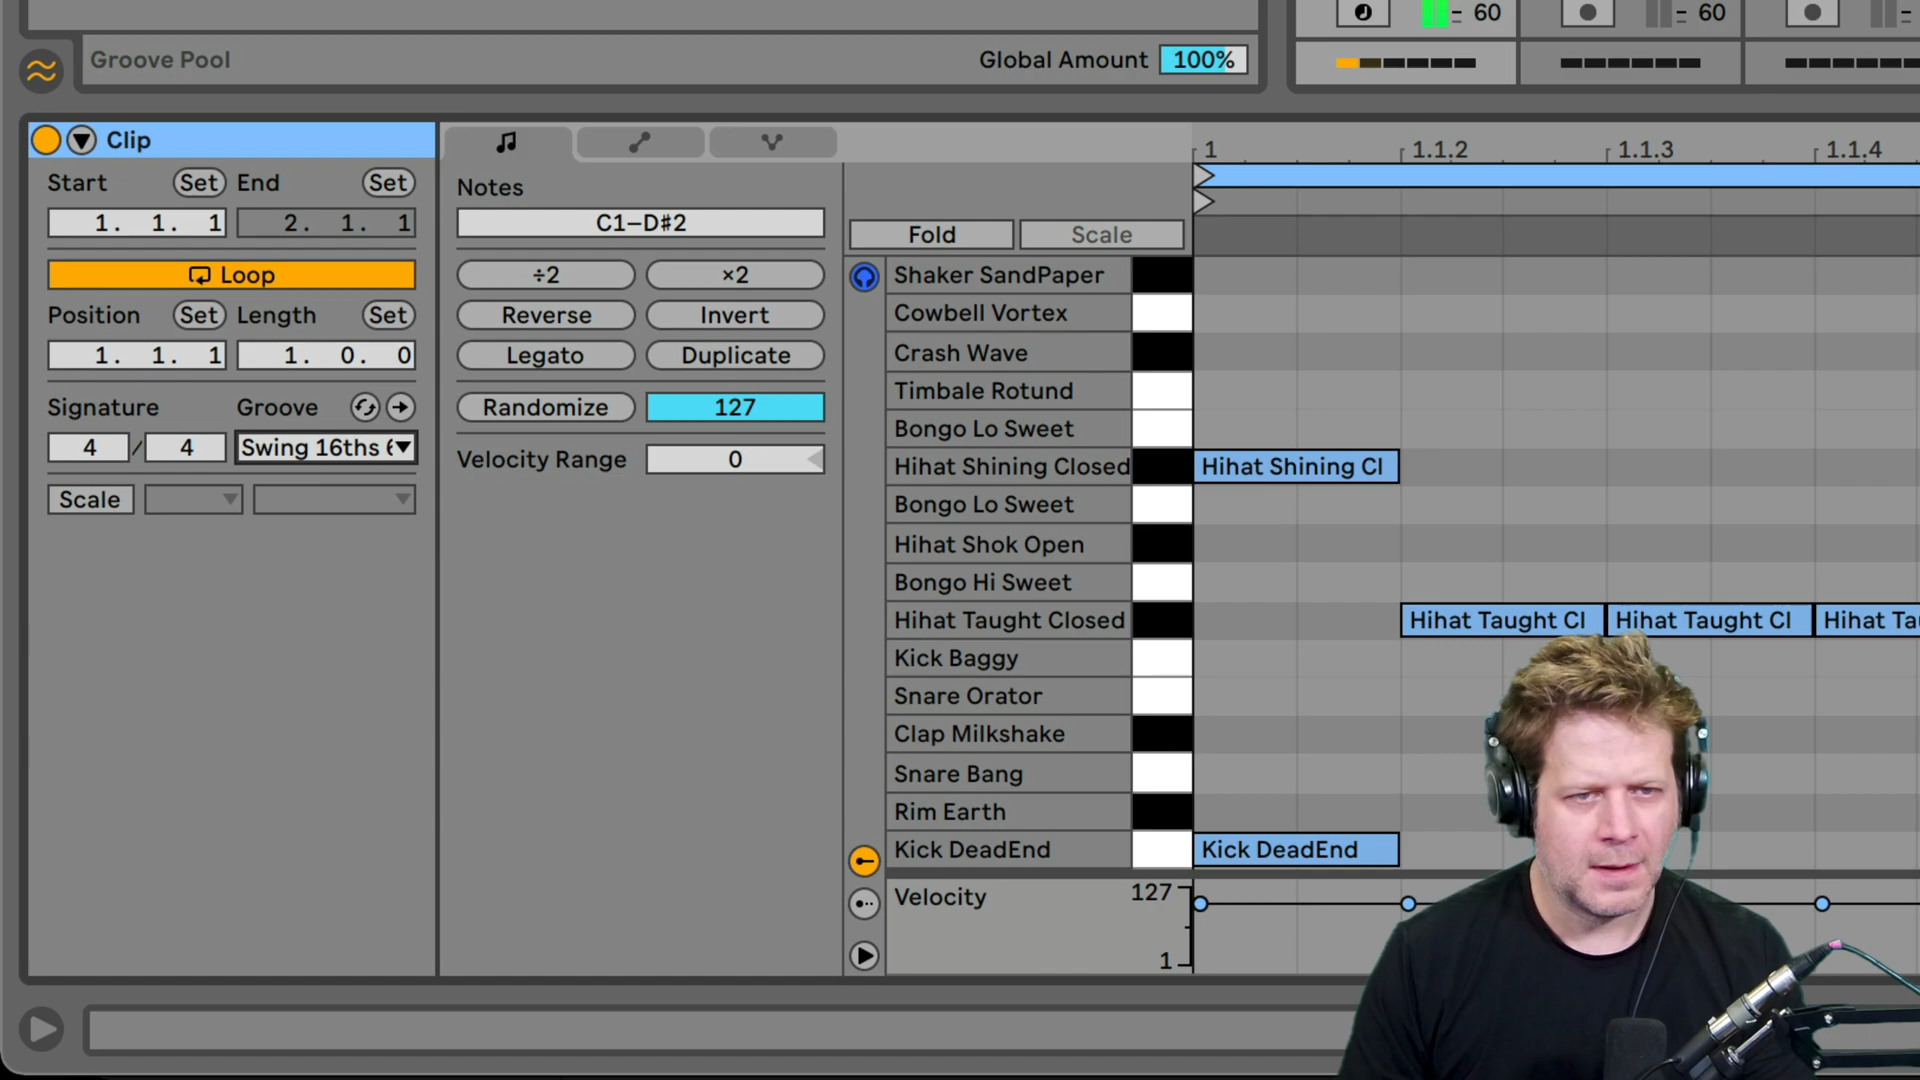 60
60
Groove Pool
Global Amount 100%
Clip
Start Set End Set
1. 1. 1 2. 1. 1
Loop
Position Set Length Set
1. 1. 1 1. 0. 0
Signature Groove
4 / 4 Swing 16ths 6
Scale
Notes
C1–D#2
÷2 ×2
Reverse Invert
Legato Duplicate
Randomize 127
Velocity Range 0
1 1.1.2 1.1.3 1.1.4
Fold Scale
Shaker SandPaper
Cowbell Vortex
Crash Wave
Timbale Rotund
Bongo Lo Sweet
Hihat Shining Closed Hihat Shining Cl
Bongo Lo Sweet
Hihat Shok Open
Bongo Hi Sweet
Hihat Taught Closed Hihat Taught Cl Hihat Taught Cl Hihat Ta
Kick Baggy
Snare Orator
Clap Milkshake
Snare Bang
Rim Earth
Kick DeadEnd Kick DeadEnd
Velocity 127
1